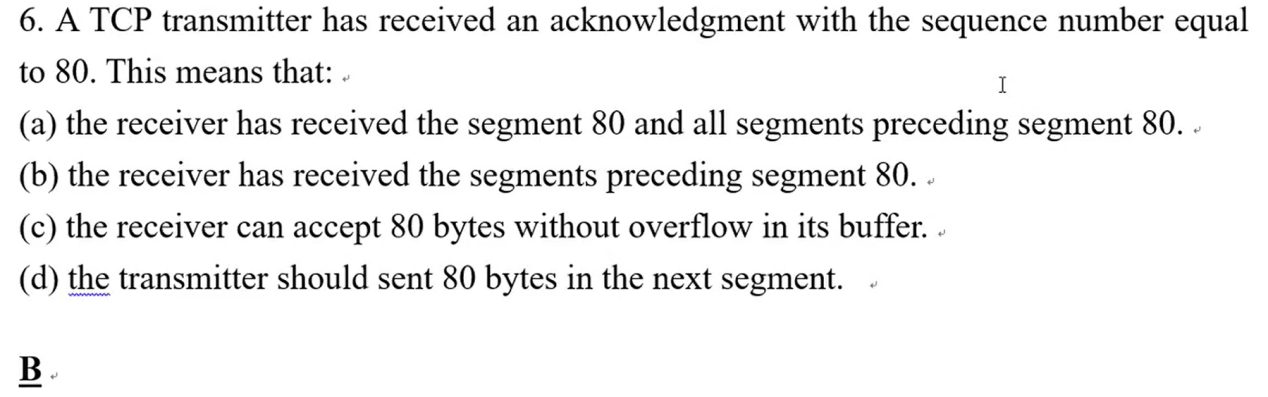 6. A TCP transmitter has received an acknowledgment with the sequence number equal
to 80. This means that:
(a) the receiver has received the segment 80 and all segments preceding segment 80.
(b) the receiver has received the segments preceding segment 80.
(c) the receiver can accept 80 bytes without overflow in its buffer.
(d) the transmitter should sent 80 bytes in the next segment.
B